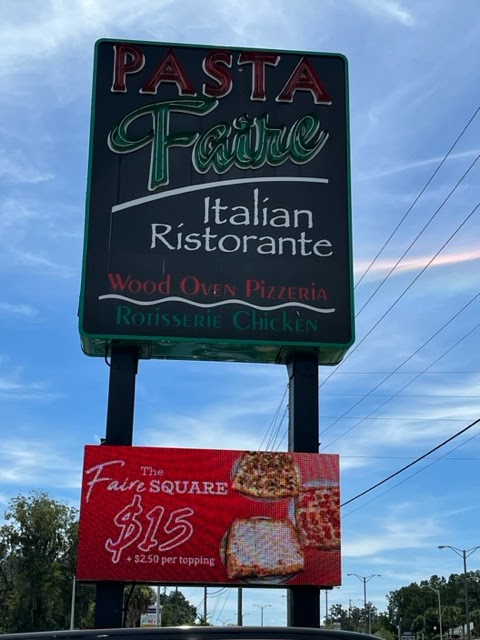 PASTA
Faire
Italian
Ristorante
Wood Oven Pizzeria
Rotisserie Chicken
The
Faire SQUARE
$15
+ $2.50 per topping